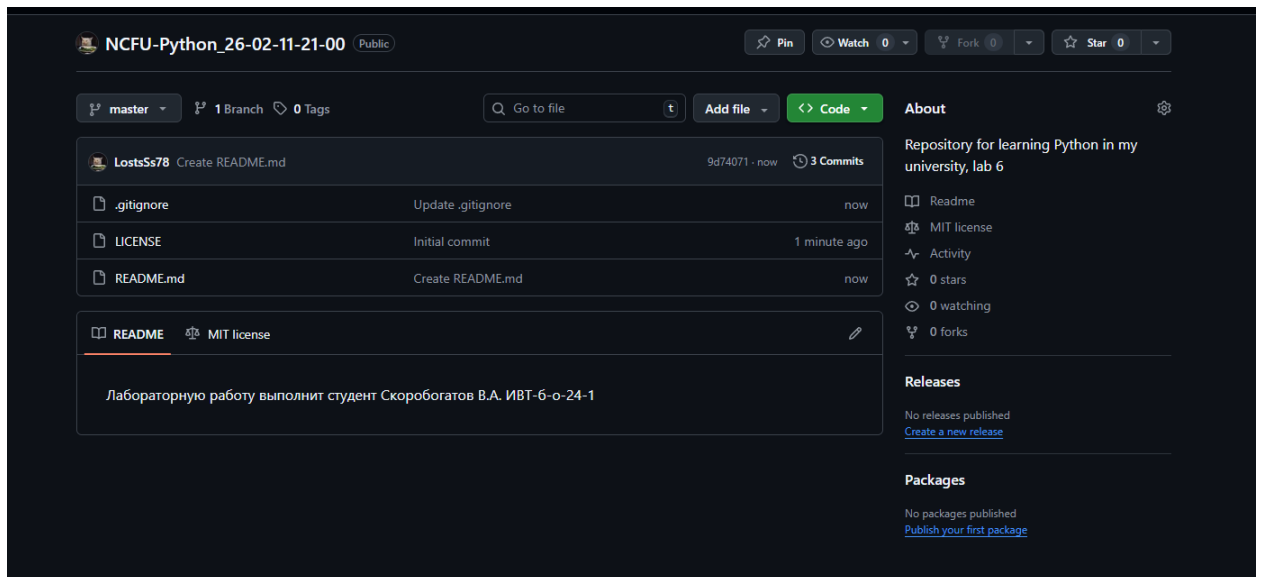 NCFU-Python_26-02-11-21-00 Public Pin Watch 0 Fork 0 Star 0
master 1 Branch 0 Tags Go to file t Add file Code
LostsSs78 Create README.md 9d74071 · now 3 Commits
.gitignore Update .gitignore now
LICENSE Initial commit 1 minute ago
README.md Create README.md now
README MIT license
Лабораторную работу выполнит студент Скоробогатов В.А. ИВТ-б-о-24-1
About
Repository for learning Python in my
university, lab 6
Readme
MIT license
Activity
0 stars
0 watching
0 forks
Releases
No releases published
Create a new release
Packages
No packages published
Publish your first package